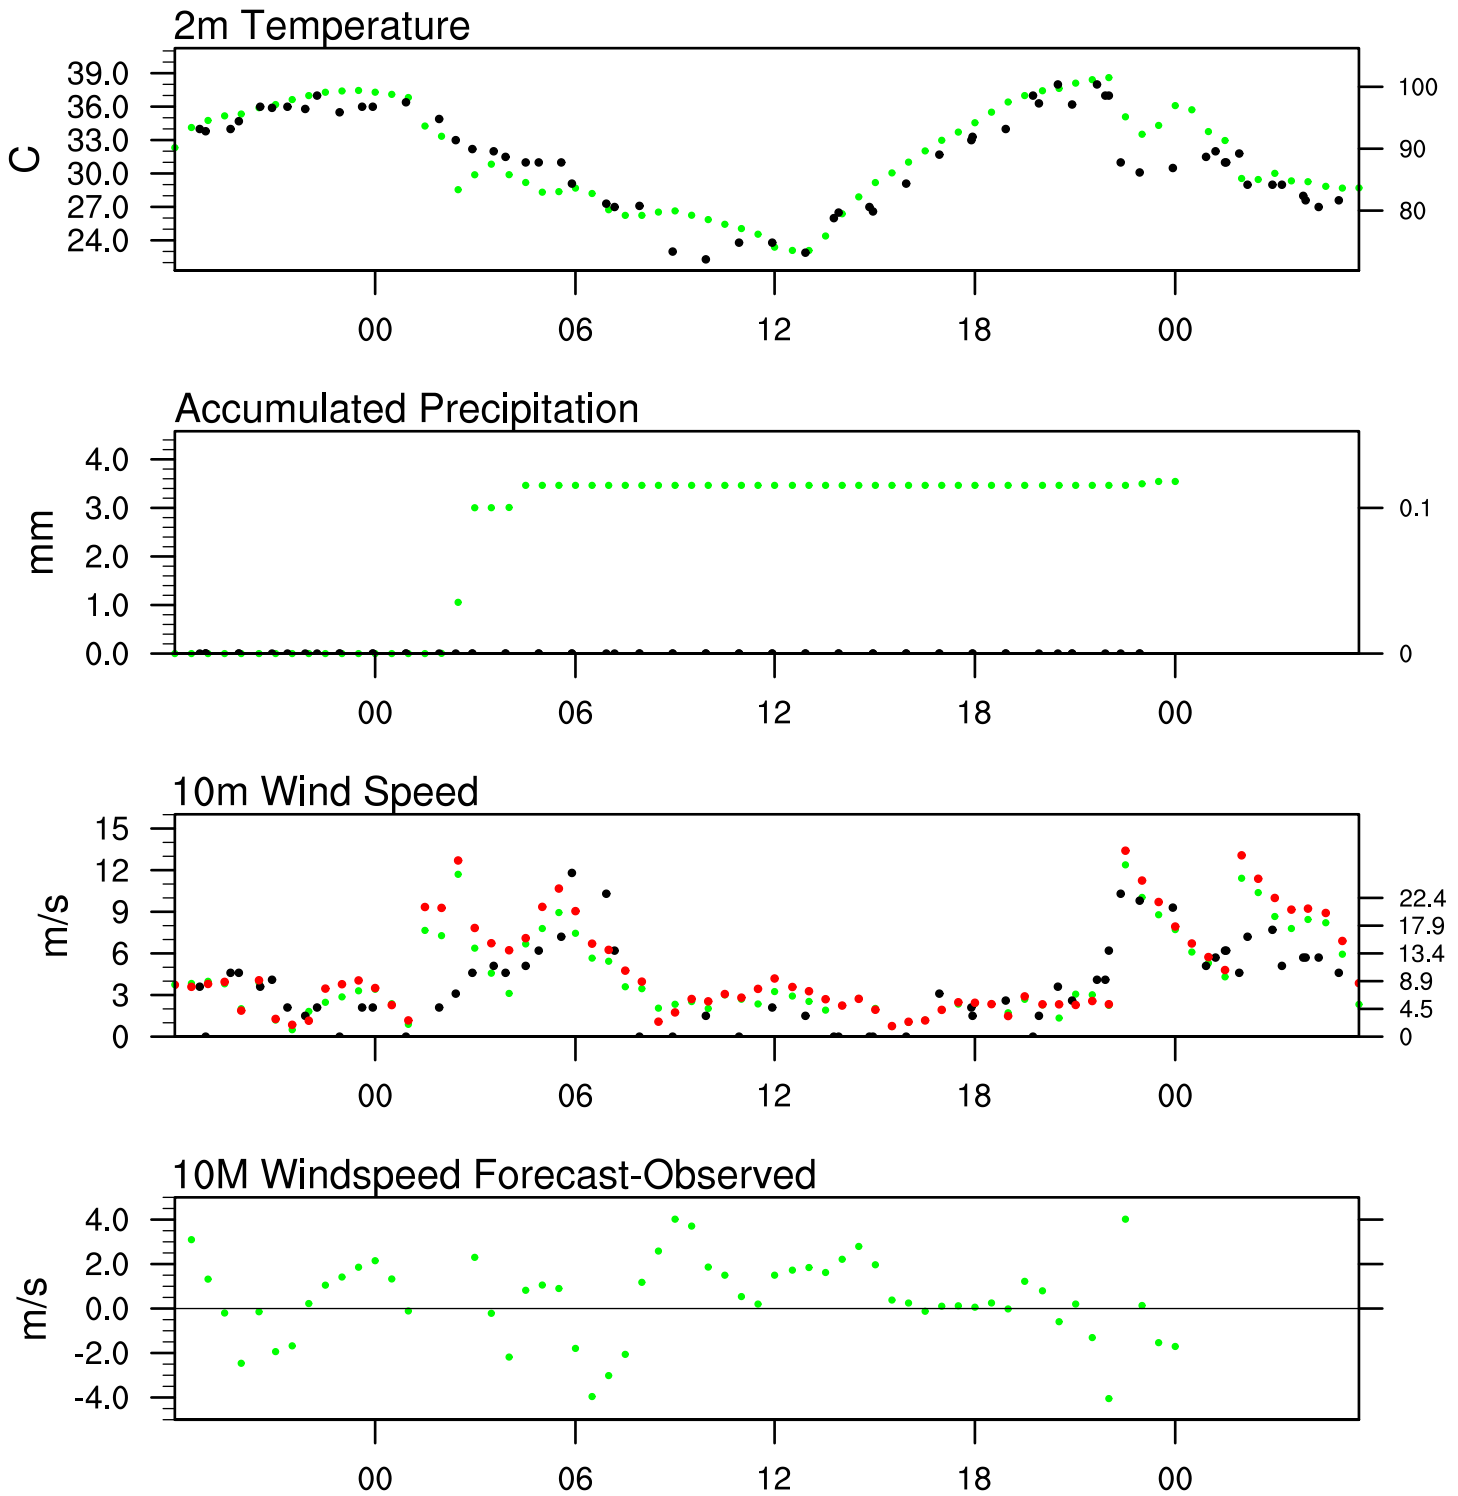 2m Temperature
39.0
36.0
33.0
30.0
27.0
24.0
C
100
90
80
00 06 12 18 00
Accumulated Precipitation
4.0
3.0
2.0
1.0
0.0
mm
0.1
0
00 06 12 18 00
10m Wind Speed
15
12
9
6
3
0
m/s
22.4
17.9
13.4
8.9
4.5
0
00 06 12 18 00
10M Windspeed Forecast-Observed
4.0
2.0
0.0
-2.0
-4.0
m/s
00 06 12 18 00